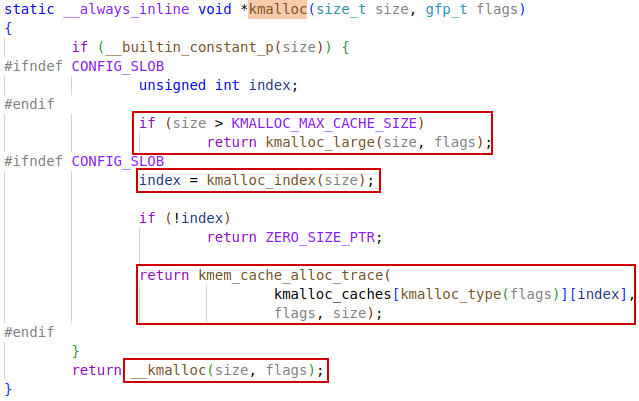 static __always_inline void *kmalloc(size_t size, gfp_t flags)
{
if (__builtin_constant_p(size)) {
#ifndef CONFIG_SLOB
unsigned int index;
#endif
if (size > KMALLOC_MAX_CACHE_SIZE)
return kmalloc_large(size, flags);
#ifndef CONFIG_SLOB
index = kmalloc_index(size);
if (!index)
return ZERO_SIZE_PTR;
return kmem_cache_alloc_trace(
kmalloc_caches[kmalloc_type(flags)][index],
flags, size);
#endif
}
return __kmalloc(size, flags);
}